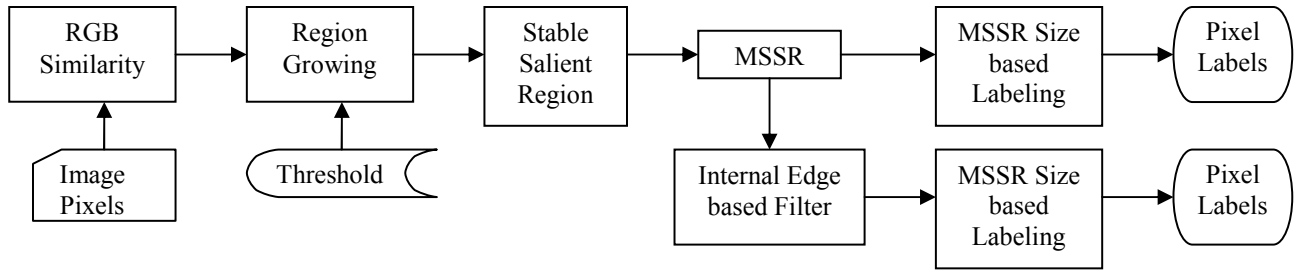 RGB
Similarity
Region
Growing
Stable
Salient
Region
MSSR
MSSR Size
based
Labeling
Pixel
Labels
Image
Pixels
Threshold
Internal Edge
based Filter
MSSR Size
based
Labeling
Pixel
Labels